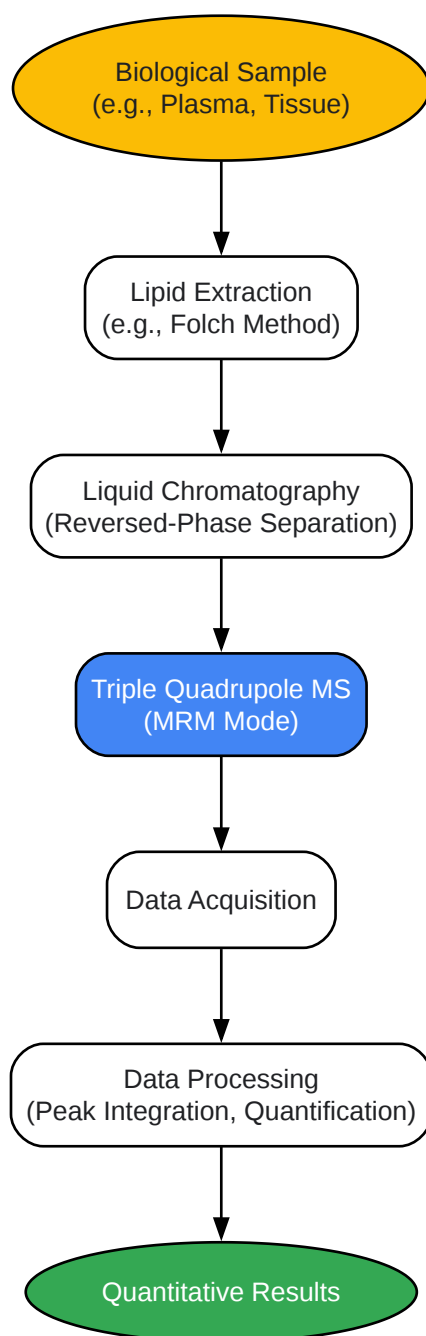 Biological Sample
(e.g., Plasma, Tissue)
Lipid Extraction
(e.g., Folch Method)
Liquid Chromatography
(Reversed-Phase Separation)
Triple Quadrupole MS
(MRM Mode)
Data Acquisition
Data Processing
(Peak Integration, Quantification)
Quantitative Results